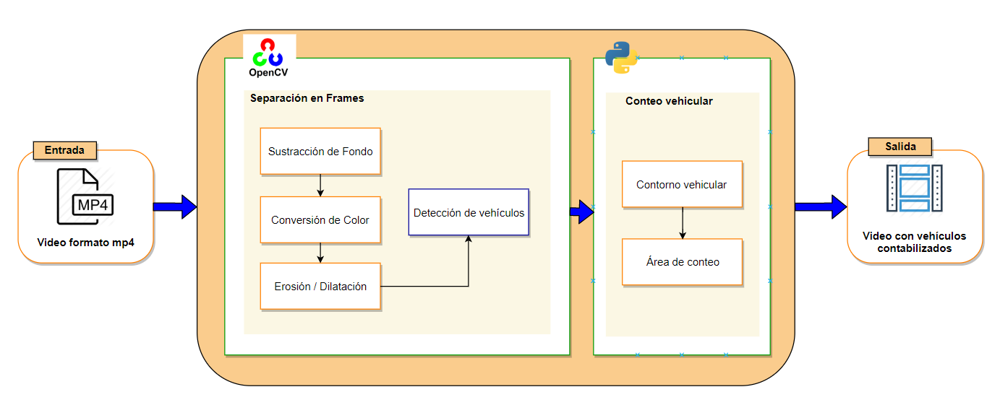 Entrada
MP4
Video formato mp4
OpenCV
Separación en Frames
Sustracción de Fondo
Conversión de Color
Erosión / Dilatación
Detección de vehículos
Conteo vehicular
Contorno vehicular
Área de conteo
Salida
Video con vehículos
contabilizados